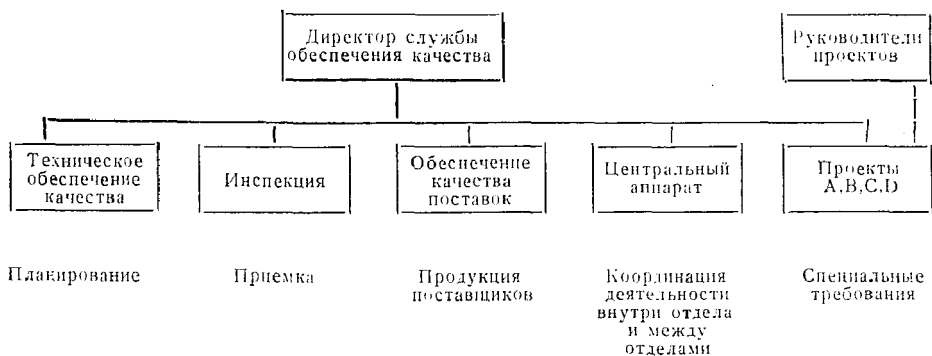 Директор службы
обеспечения качества
Руководители
проектов
Техническое
обеспечение
качества
Инспекция
Обеспечение
качества
поставок
Центральный
аппарат
Проекты
A,B,C,D
Планирование
Приемка
Продукция
поставщиков
Координация
деятельности
внутри отдела
и между
отделами
Специальные
требования